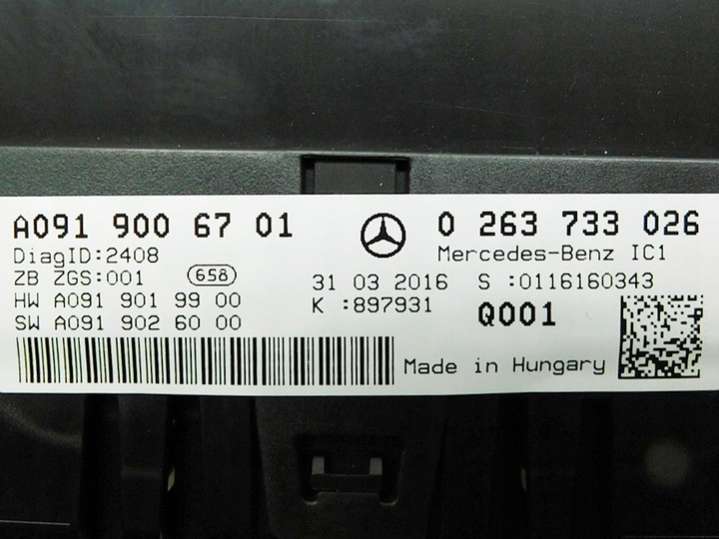 A091 900 67 01 0 263 733 026
DiagID:2408 Mercedes-Benz IC1
ZB ZGS:001 658 31 03 2016 S :0116160343
HW A091 901 99 00 K :897931 Q001
SW A091 902 60 00
Made in Hungary